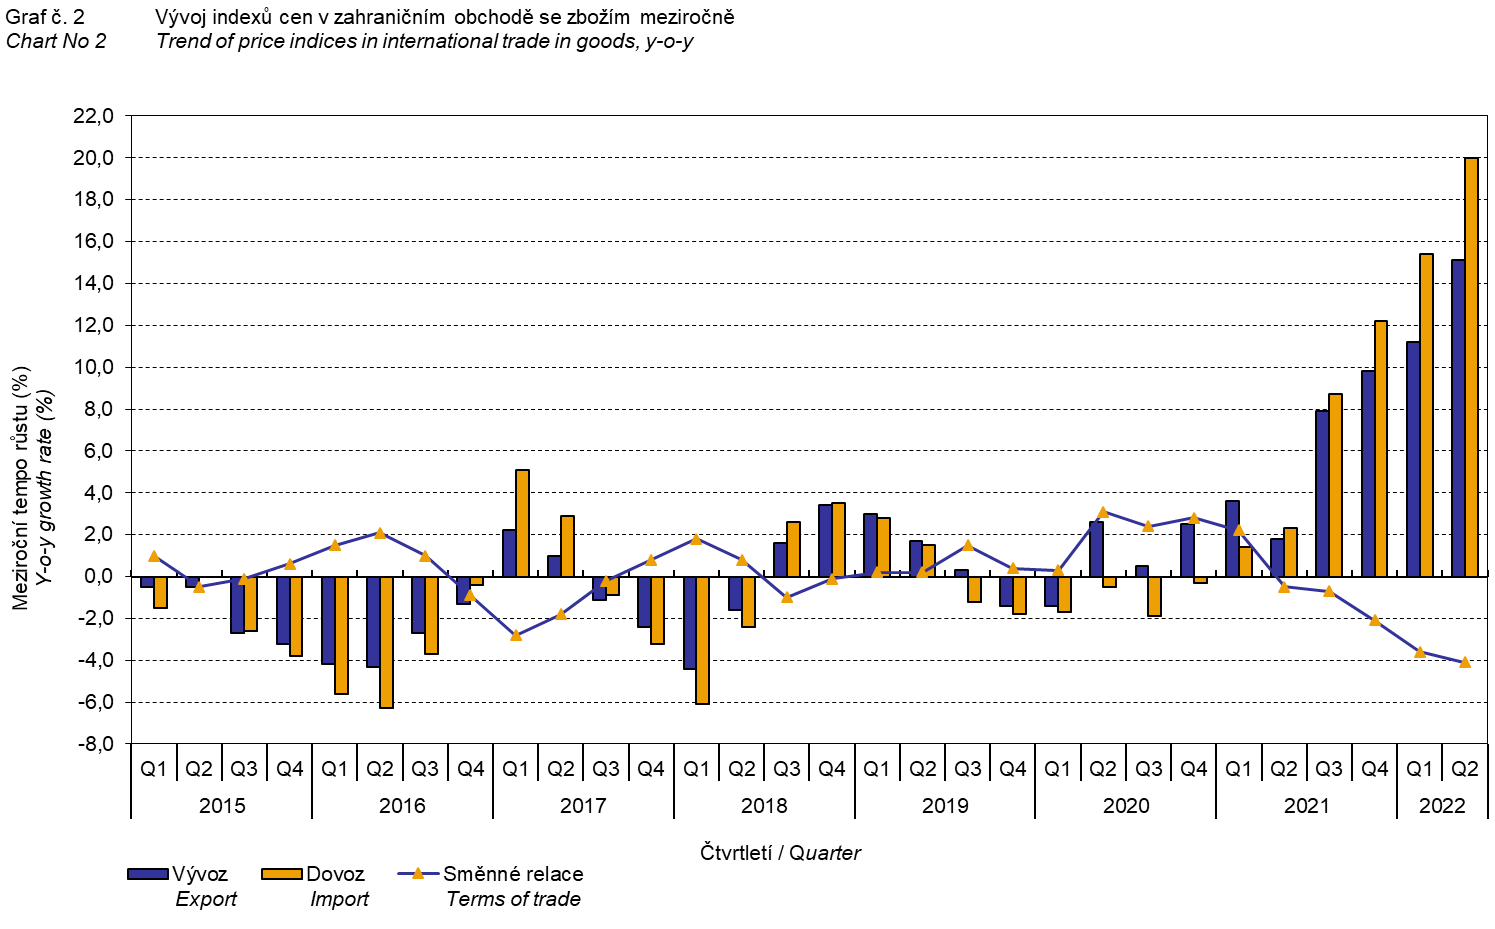 Graf č. 2 Vývoj indexů cen v zahraničním obchodě se zbožím meziročně
Chart No 2 Trend of price indices in international trade in goods, y-o-y
Meziroční tempo růstu (%)
Y-o-y growth rate (%)
22,0
20,0
18,0
16,0
14,0
12,0
10,0
8,0
6,0
4,0
2,0
0,0
-2,0
-4,0
-6,0
-8,0
Q1 Q2 Q3 Q4 Q1 Q2 Q3 Q4 Q1 Q2 Q3 Q4 Q1 Q2 Q3 Q4 Q1 Q2 Q3 Q4 Q1 Q2 Q3 Q4 Q1 Q2 Q3 Q4 Q1 Q2
2015 2016 2017 2018 2019 2020 2021 2022
Čtvrtletí / Quarter
Vývoz Dovoz Směnné relace
Export Import Terms of trade